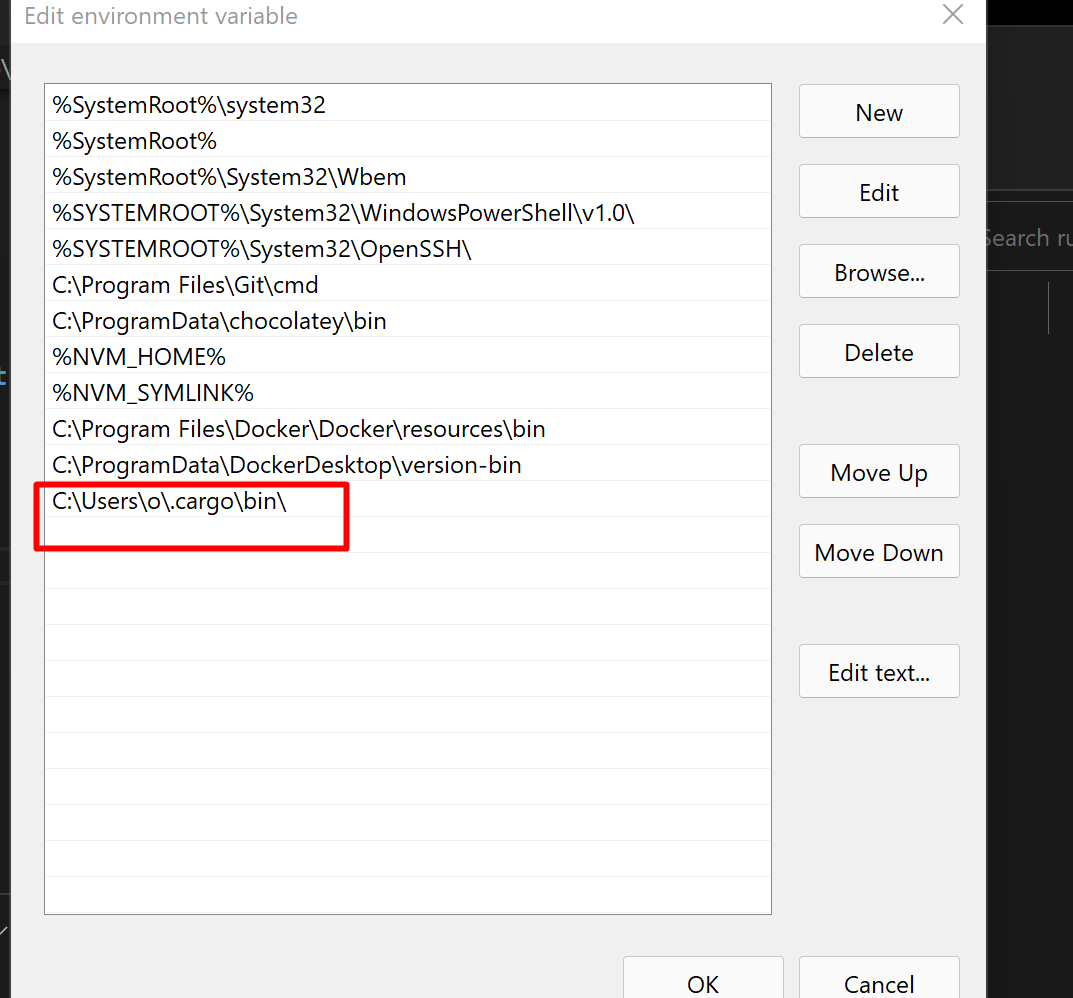 Edit environment variable
%SystemRoot%\system32
%SystemRoot%
%SystemRoot%\System32\Wbem
%SYSTEMROOT%\System32\WindowsPowerShell\v1.0\
%SYSTEMROOT%\System32\OpenSSH\
C:\Program Files\Git\cmd
C:\ProgramData\chocolatey\bin
%NVM_HOME%
%NVM_SYMLINK%
C:\Program Files\Docker\Docker\resources\bin
C:\ProgramData\DockerDesktop\version-bin
C:\Users\o\.cargo\bin\
New
Edit
Browse...
Delete
Move Up
Move Down
Edit text...
OK
Cancel
Search